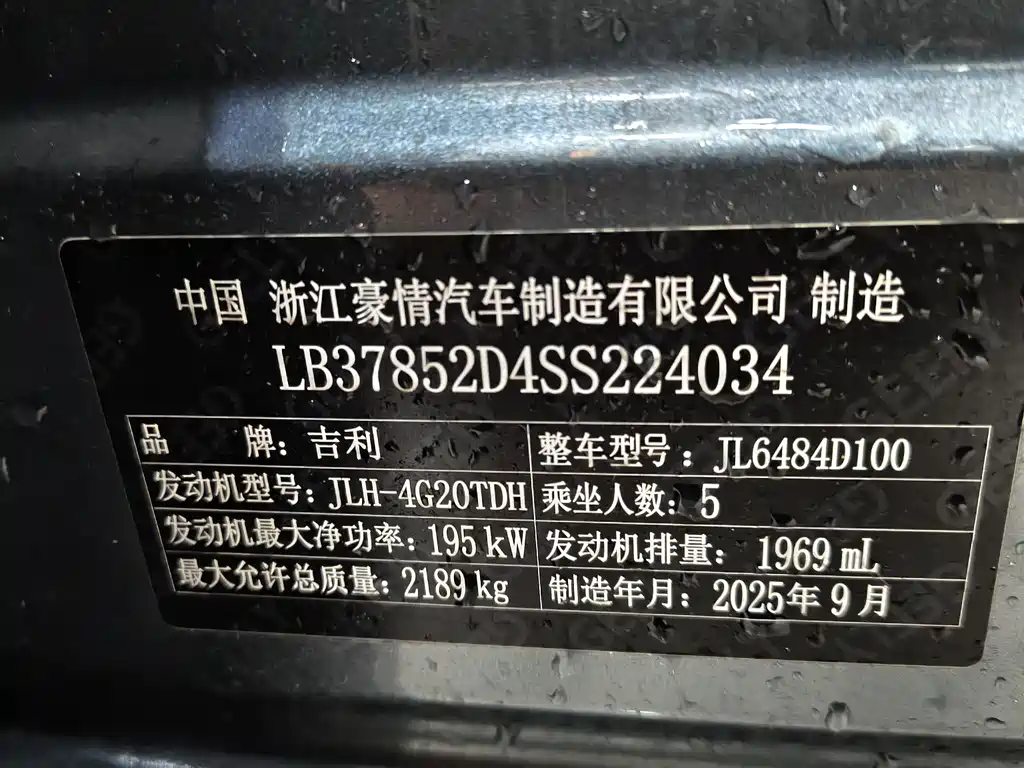 中国 浙江豪情汽车制造有限公司 制造
LB37852D4SS224034
品 牌：吉利 整车型号：JL6484D100
发动机型号：JLH-4G20TDH 乘坐人数：5
发动机最大净功率：195 kW 发动机排量：1969 mL
最大允许总质量：2189 kg 制造年月：2025年9月